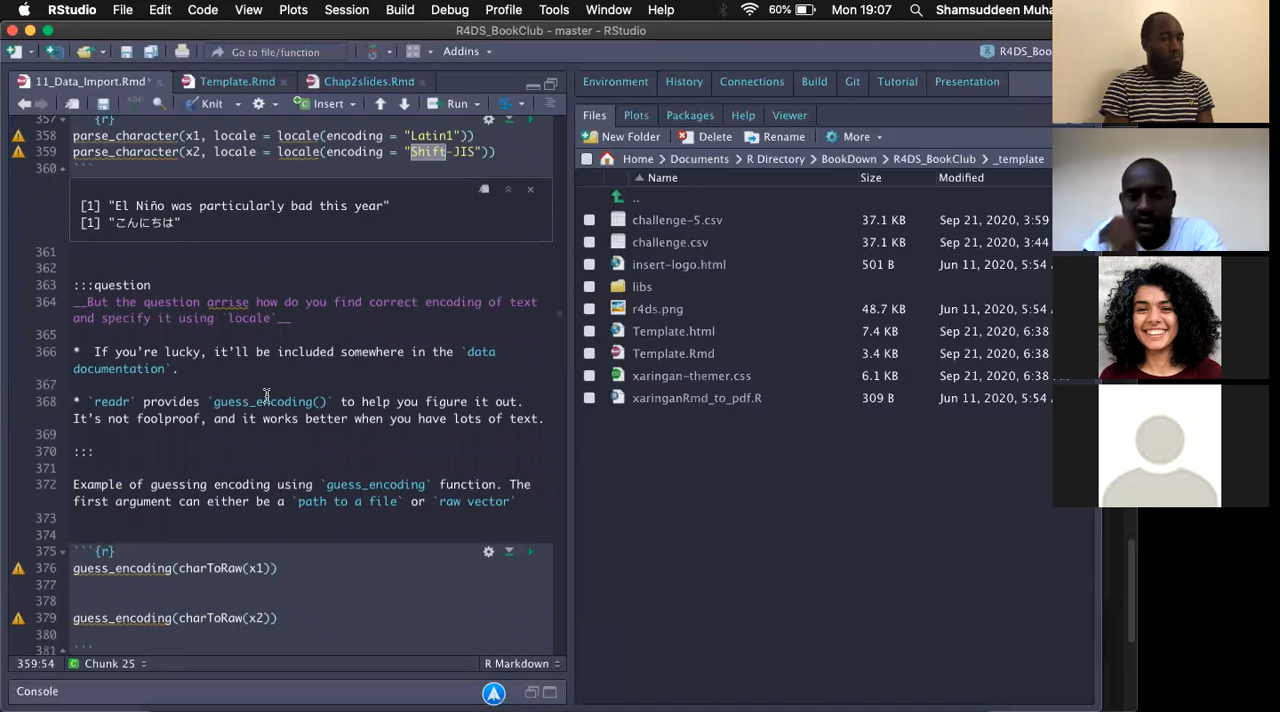 RStudio File Edit Code View Plots Session Build Debug Profile Tools Window Help 60% Mon 19:07 Shamsuddeen Muha
R4DS_BookClub - master - RStudio
Go to file/function Addins R4DS_Boo
11_Data_Import.Rmd* Template.Rmd Chap2slides.Rmd
Environment History Connections Build Git Tutorial Presentation
Knit Insert Run
Files Plots Packages Help Viewer
New Folder Delete Rename More
Home Documents R Directory BookDown R4DS_BookClub _template
Name Size Modified
..
challenge-5.csv 37.1 KB Sep 21, 2020, 3:59
challenge.csv 37.1 KB Sep 21, 2020, 3:44
insert-logo.html 501 B Jun 11, 2020, 5:54
libs
r4ds.png 48.7 KB Jun 11, 2020, 5:54
Template.html 7.4 KB Sep 21, 2020, 6:38
Template.Rmd 3.4 KB Sep 21, 2020, 6:38
xaringan-themer.css 6.1 KB Sep 21, 2020, 6:38
xaringanRmd_to_pdf.R 309 B Jun 11, 2020, 5:54
357 ```{r}
358 parse_character(x1, locale = locale(encoding = "Latin1"))
359 parse_character(x2, locale = locale(encoding = "Shift-JIS"))
360 ```
[1] "El Niño was particularly bad this year"
[1] "こんにちは"
361
362
363 :::question
364 __But the question arrise how do you find correct encoding of text
and specify it using `locale`__
365
366 * If you're lucky, it'll be included somewhere in the `data
documentation`.
367
368 * `readr` provides `guess_encoding()` to help you figure it out.
It's not foolproof, and it works better when you have lots of text.
369
370 :::
371
372 Example of guessing encoding using `guess_encoding` function. The
first argument can either be a `path to a file` or `raw vector`
373
374
375 ```{r}
376 guess_encoding(charToRaw(x1))
377
378
379 guess_encoding(charToRaw(x2))
380
381 ```
359:54 Chunk 25 R Markdown
Console